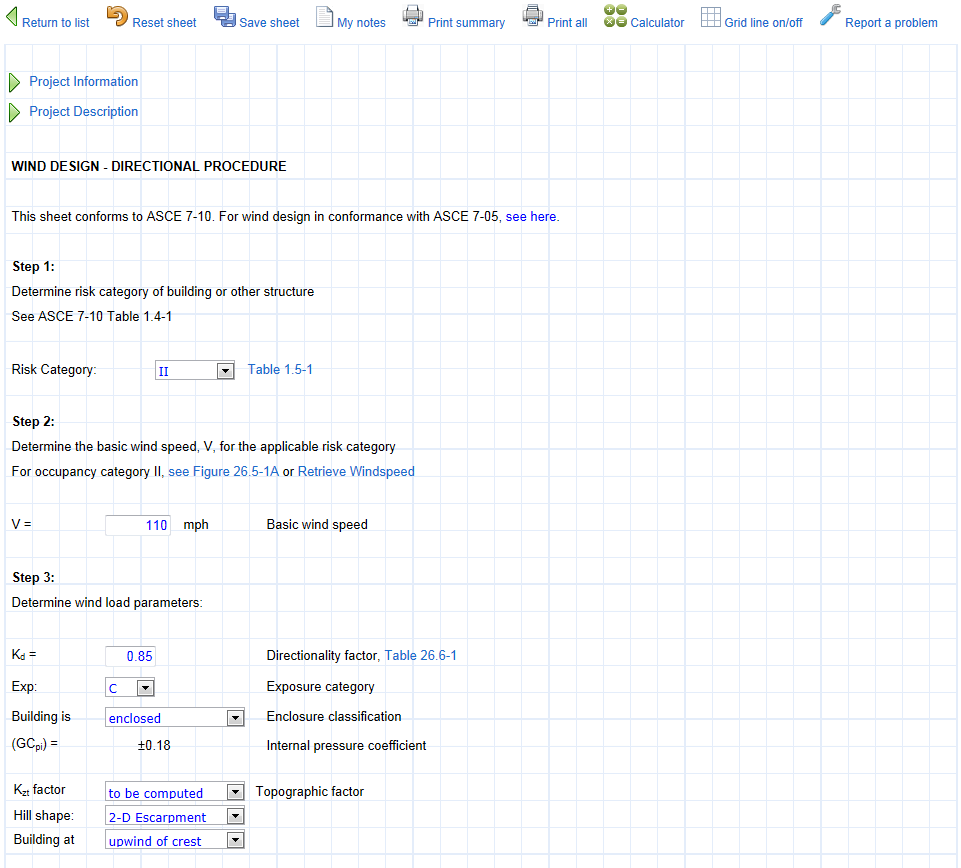 Return to list Reset sheet Save sheet My notes Print summary Print all Calculator Grid line on/off Report a problem
Project Information
Project Description
WIND DESIGN - DIRECTIONAL PROCEDURE
This sheet conforms to ASCE 7-10. For wind design in conformance with ASCE 7-05, see here.
Step 1:
Determine risk category of building or other structure
See ASCE 7-10 Table 1.4-1
Risk Category: II Table 1.5-1
Step 2:
Determine the basic wind speed, V, for the applicable risk category
For occupancy category II, see Figure 26.5-1A or Retrieve Windspeed
V = 110 mph Basic wind speed
Step 3:
Determine wind load parameters:
Kd = 0.85 Directionality factor, Table 26.6-1
Exp: C Exposure category
Building is enclosed Enclosure classification
(GCpi) = ±0.18 Internal pressure coefficient
Kzt factor to be computed Topographic factor
Hill shape: 2-D Escarpment
Building at upwind of crest